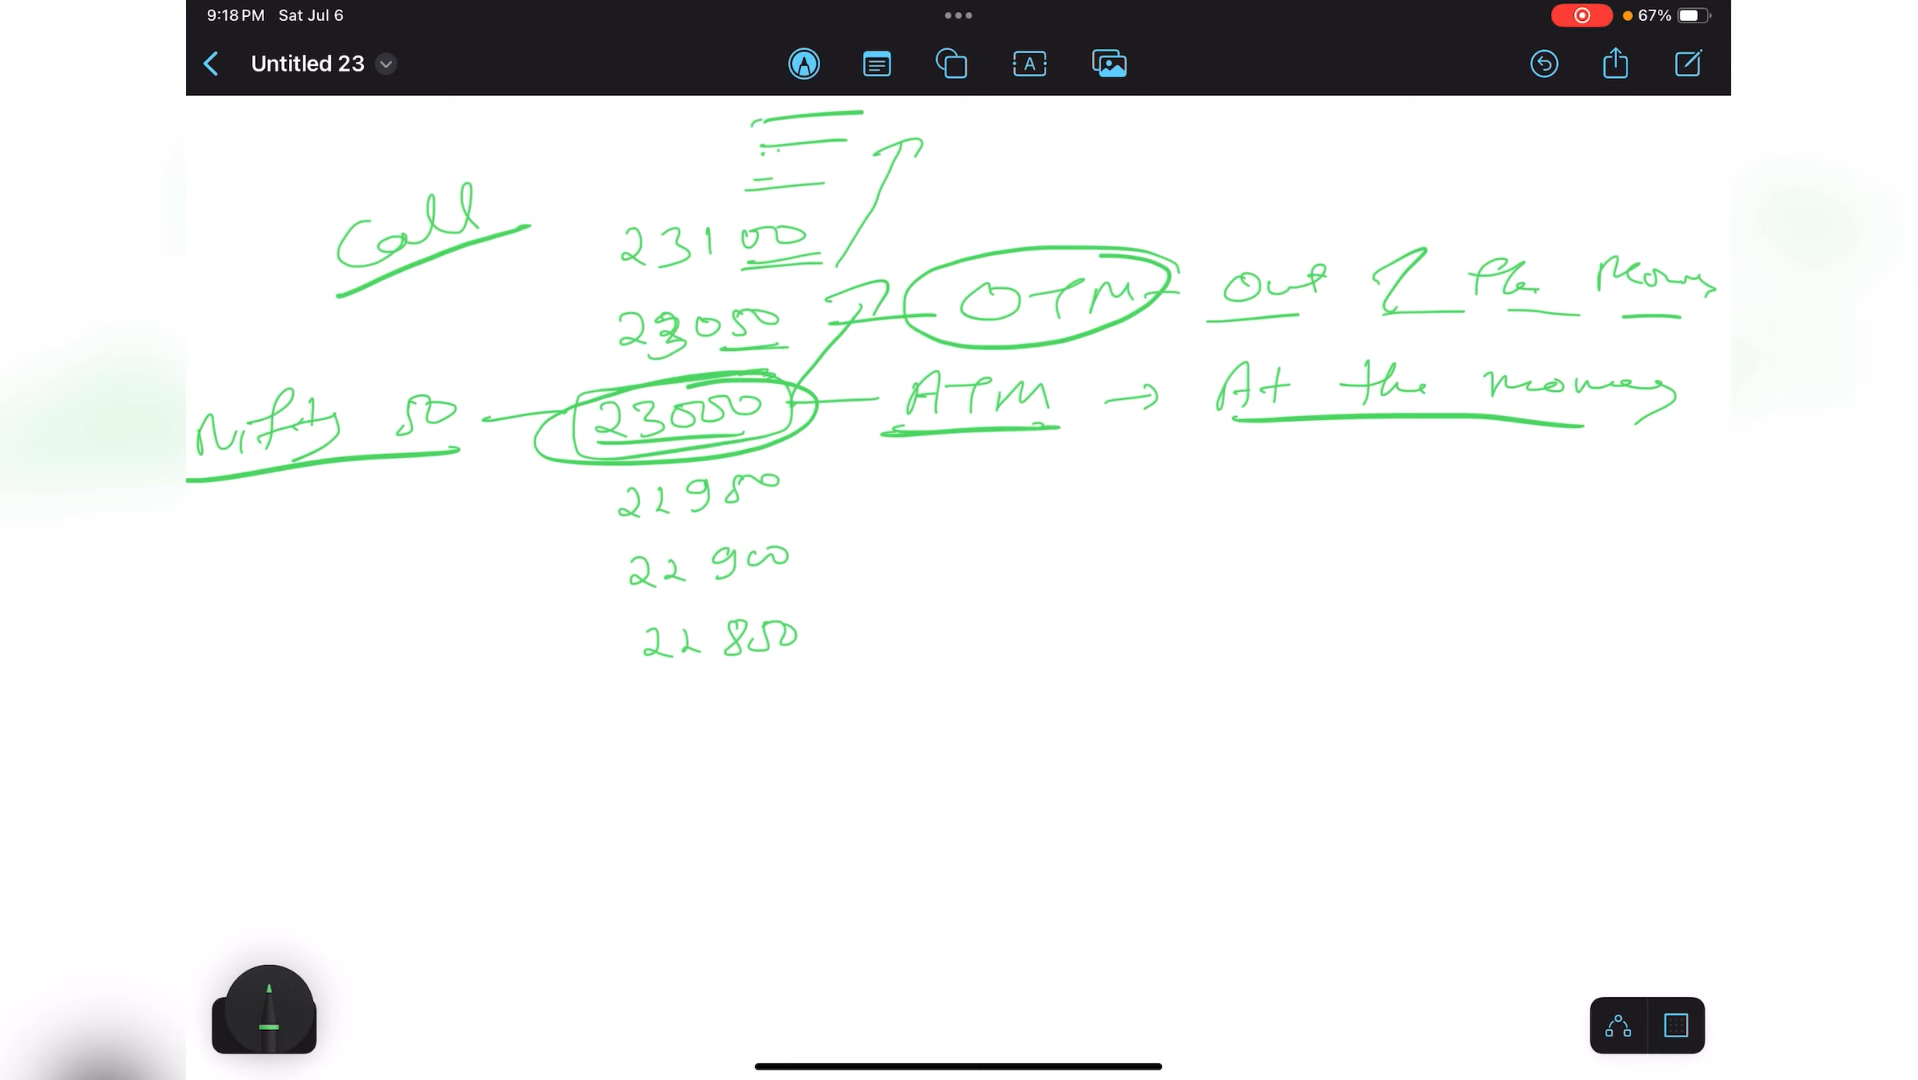 9:18 PM Sat Jul 6
67%
Untitled 23
A
Call
23100
23050 OTM - Out of the Money
Nifty 50 — 23000 — ATM → At the money
22950
22900
22850